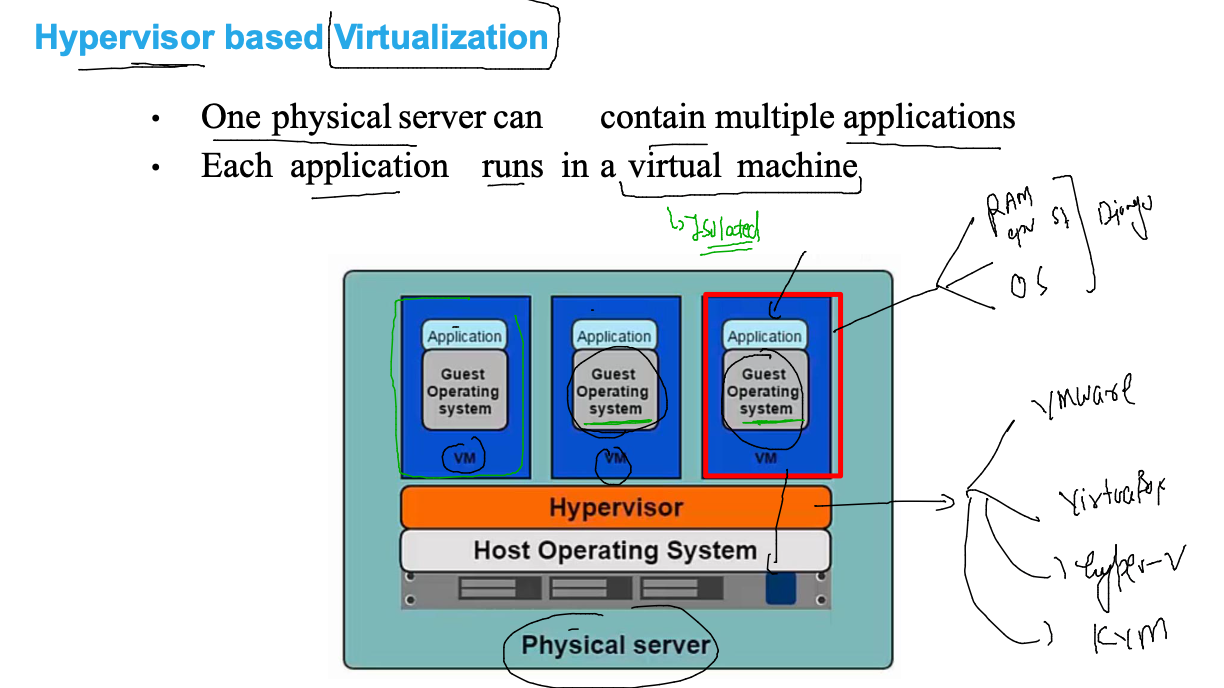 Hypervisor based Virtualization
• One physical server can contain multiple applications
• Each application runs in a virtual machine
Isolated
RAM
cpu
OS
Django
Application Application Application
Guest Guest Guest
Operating Operating Operating
system system system
VM VM VM
VMware
Hypervisor
VirtualBox
Host Operating System
Hyper-V
Physical server
KVM